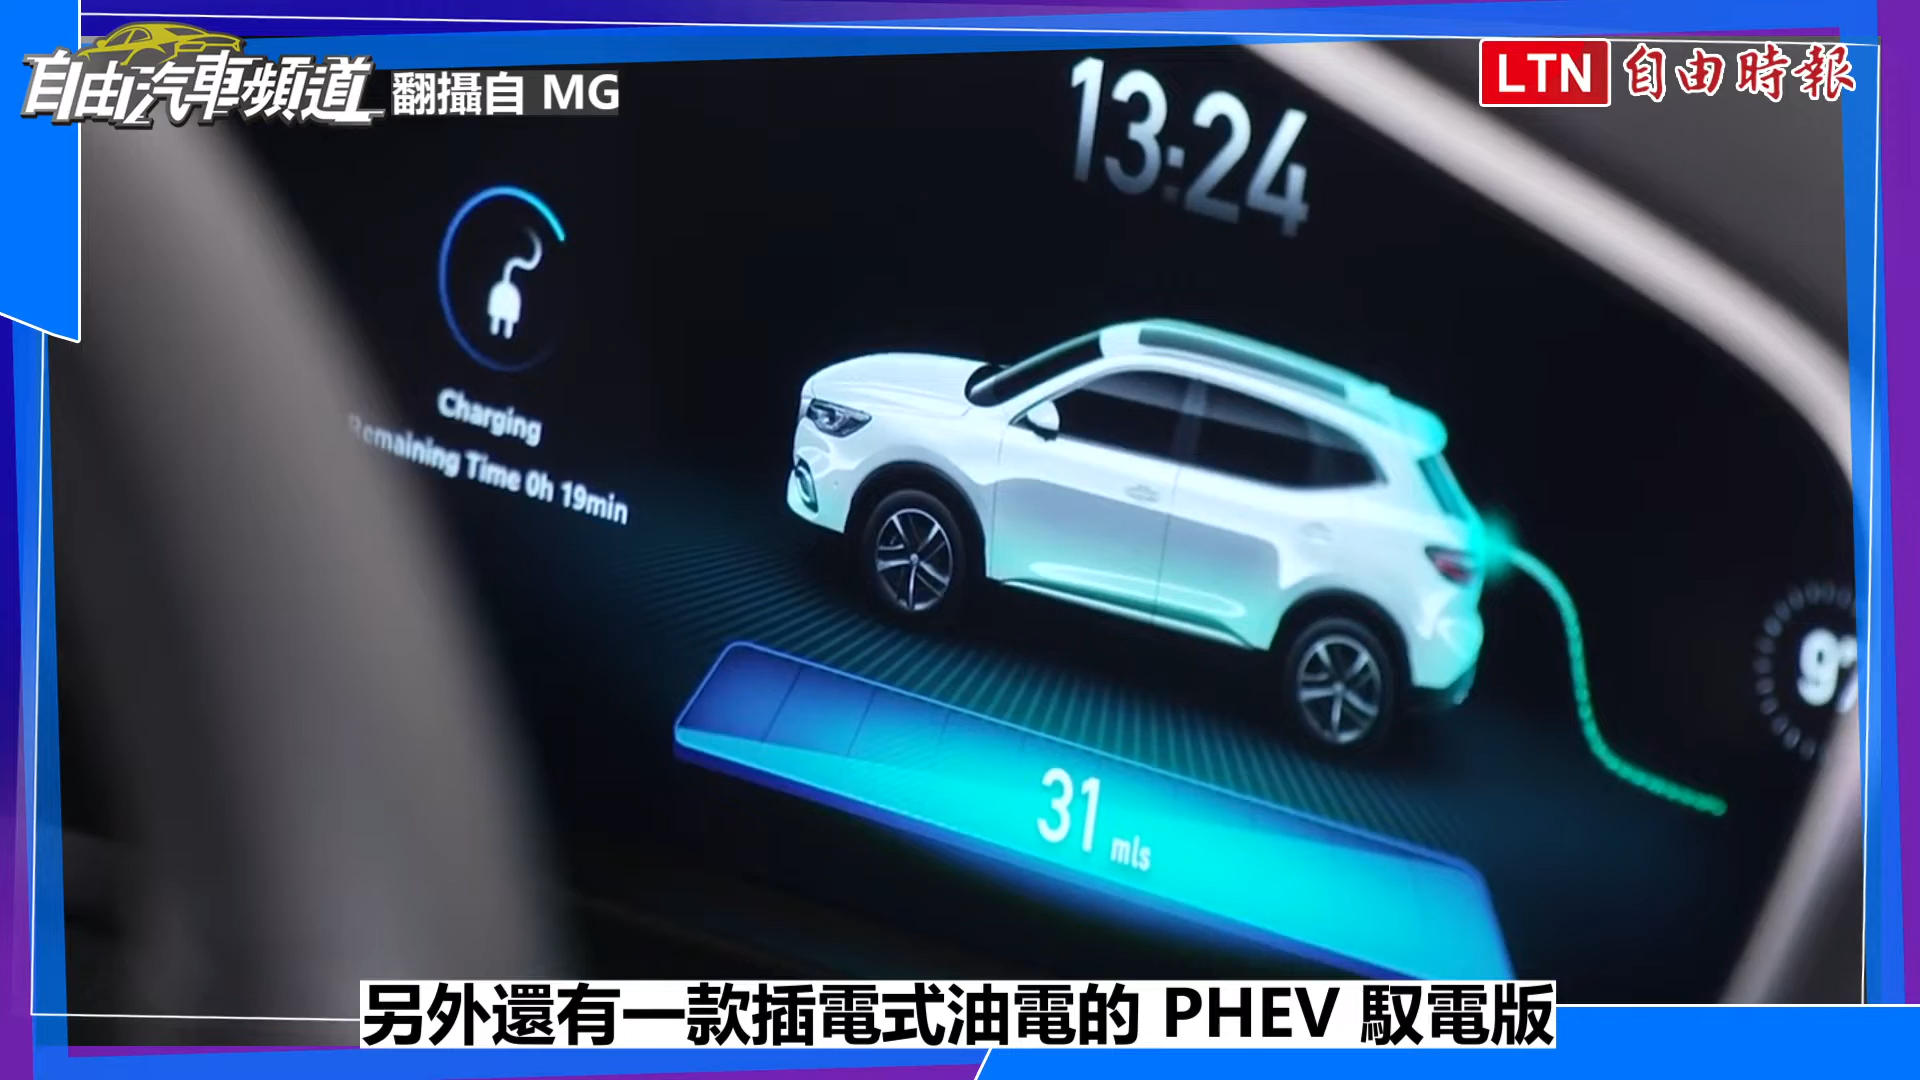 自由汽車頻道
翻攝自 MG
LTN 自由時報
13:24
Charging
Remaining Time 0h 19min
31 mls
另外還有一款插電式油電的 PHEV 馭電版